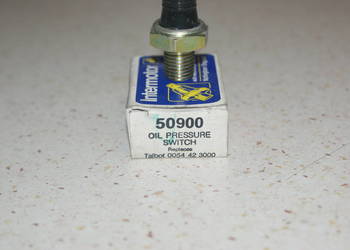 Intermotor
50900
OIL PRESSURE
SWITCH
Replaces
Talbot 0054 42 3000